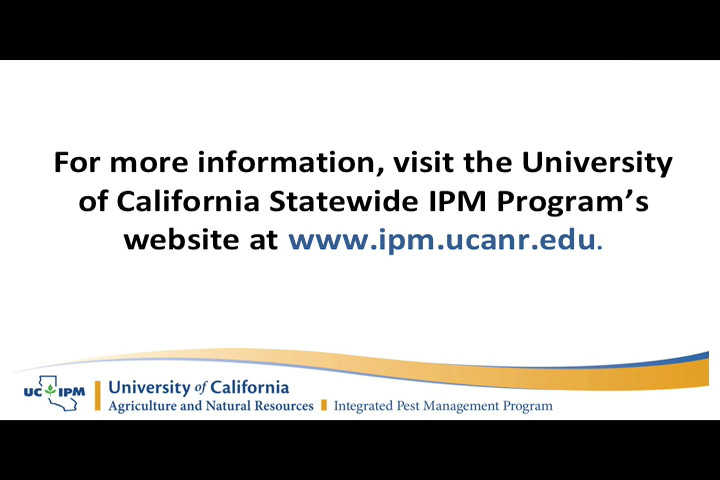 For more information, visit the University
of California Statewide IPM Program’s
website at www.ipm.ucanr.edu.
UC IPM
University of California
Agriculture and Natural Resources Integrated Pest Management Program